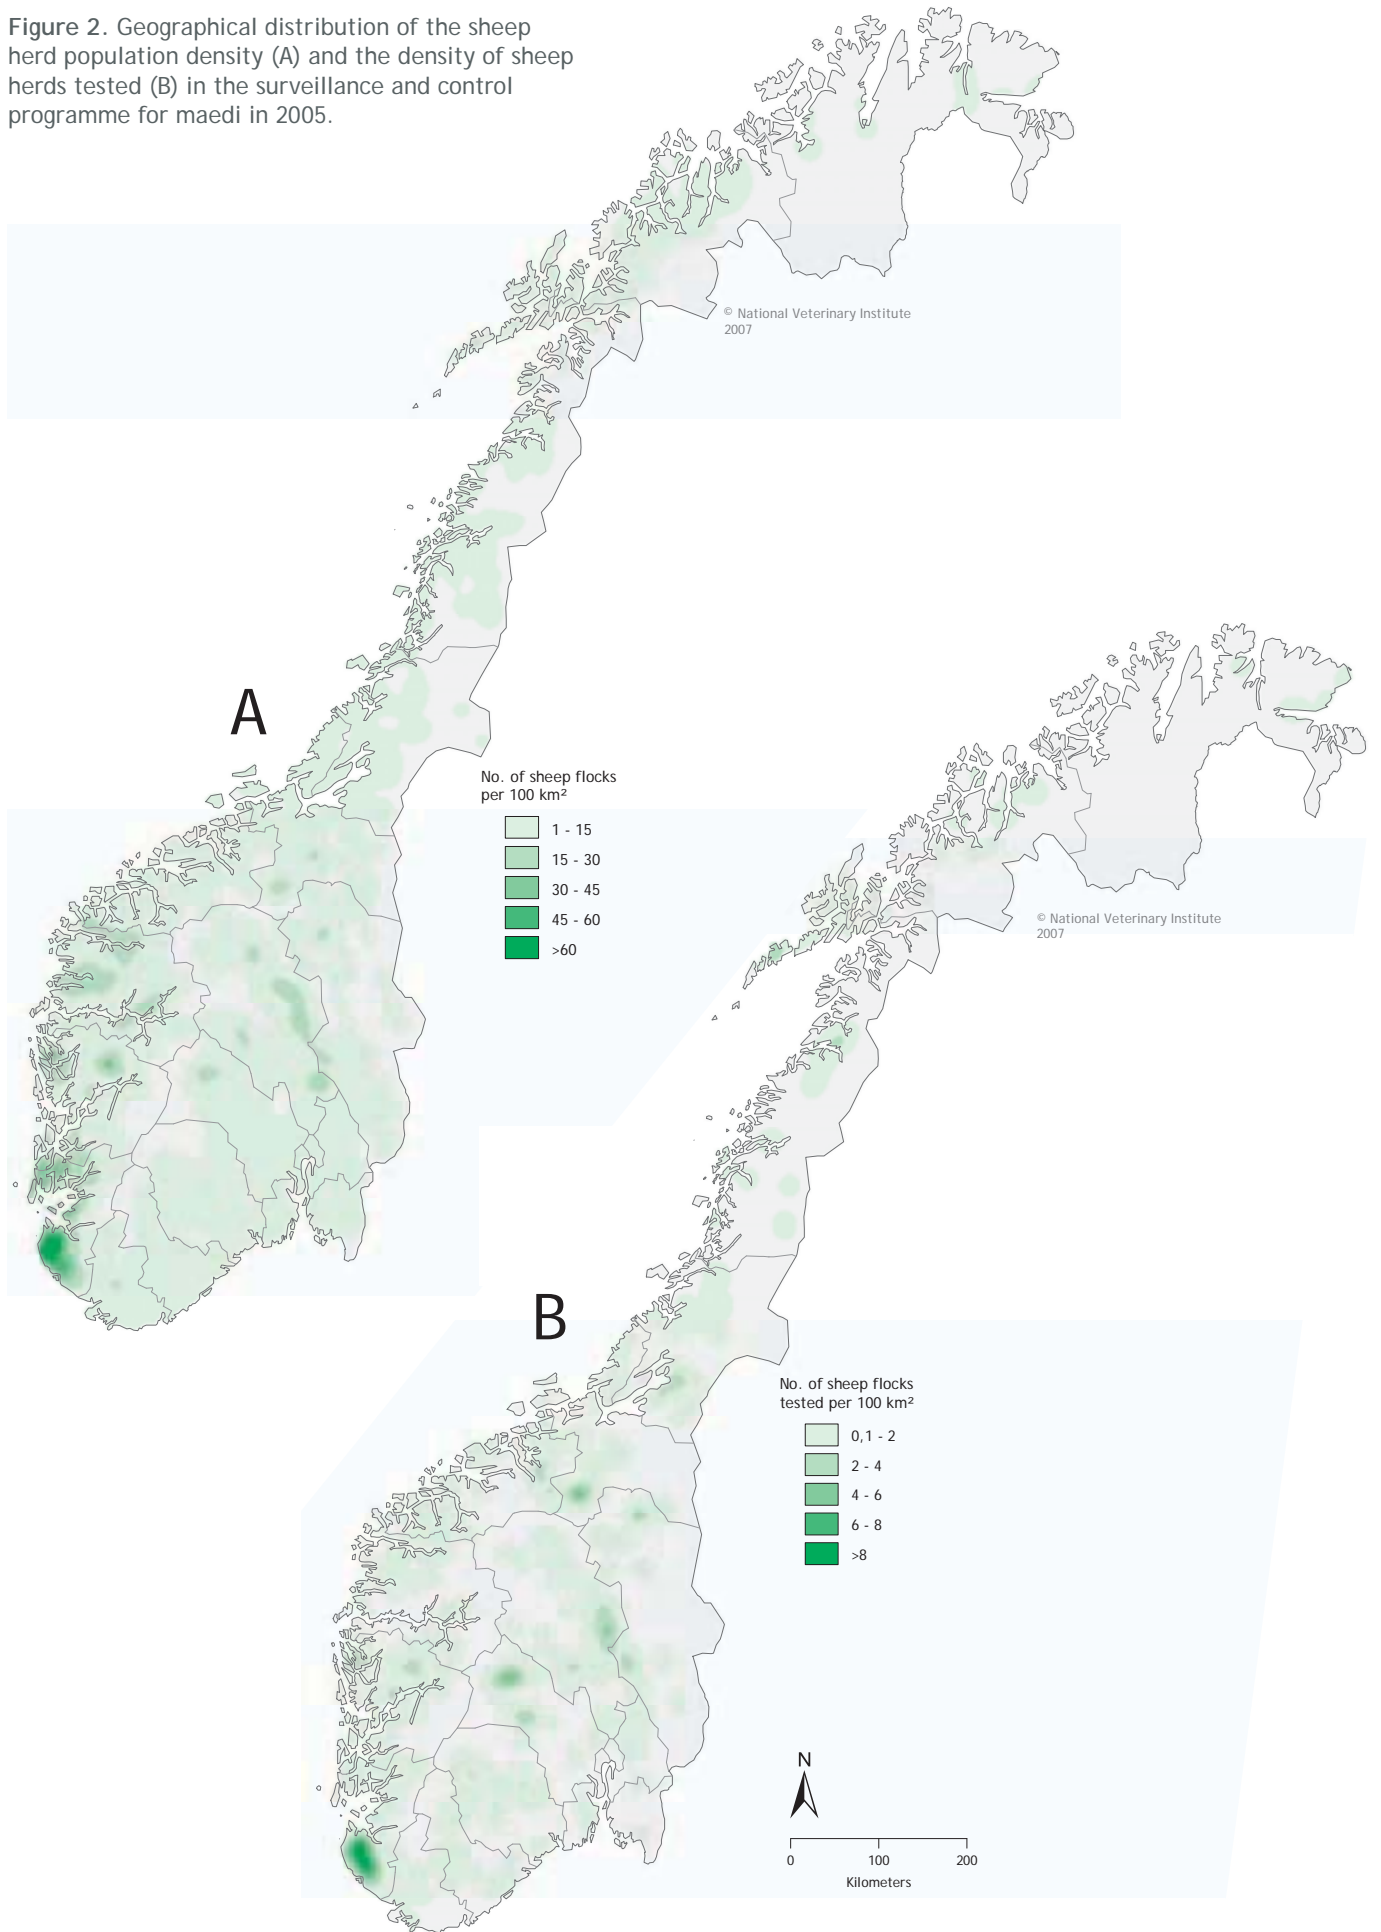 Figure 2. Geographical distribution of the sheep
herd population density (A) and the density of sheep
herds tested (B) in the surveillance and control
programme for maedi in 2005.
© National Veterinary Institute
2007
A
No. of sheep flocks
per 100 km²
1 - 15
15 - 30
30 - 45
45 - 60
>60
© National Veterinary Institute
2007
B
No. of sheep flocks
tested per 100 km²
0,1 - 2
2 - 4
4 - 6
6 - 8
>8
N
0 100 200
Kilometers